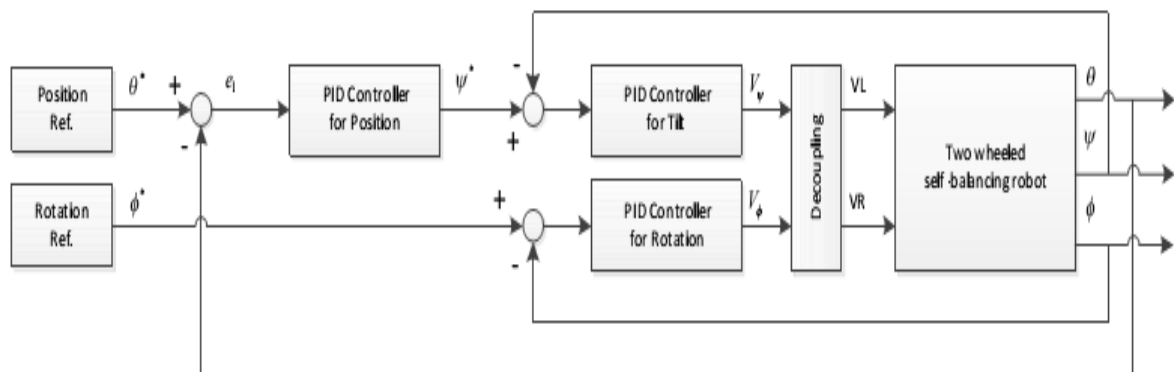 Position
Ref.
θ*
+
-
e₁
PID Controller
for Position
ψ*
-
+
PID Controller
for Tilt
Vψ
Decoupling
VL
VR
Two wheeled
self-balancing robot
θ
ψ
ϕ
Rotation
Ref.
ϕ*
+
-
PID Controller
for Rotation
Vϕ